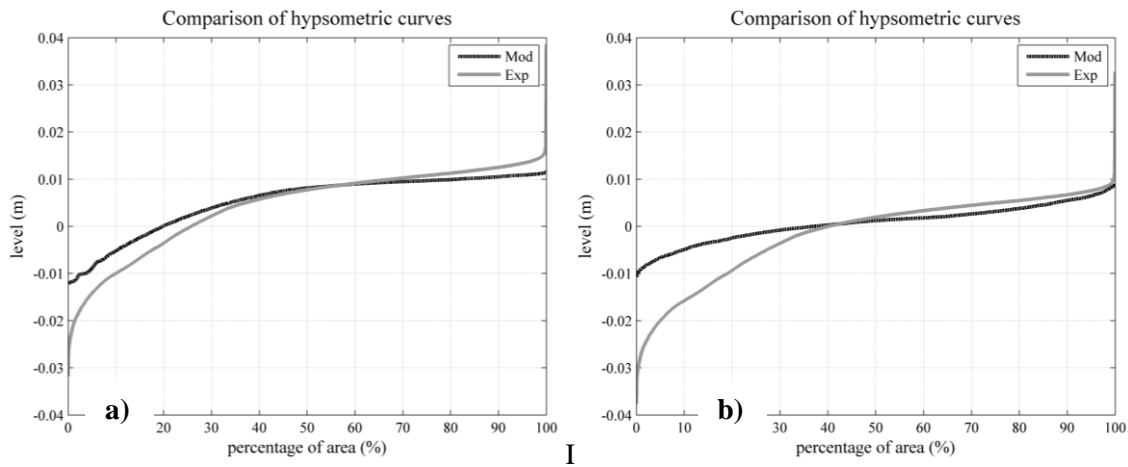 Comparison of hypsometric curves
0.04
0.03
0.02
0.01
0
-0.01
-0.02
-0.03
-0.04
level (m)
Mod
Exp
a)
0 10 20 30 40 50 60 70 80 90 100
percentage of area (%)
I
Comparison of hypsometric curves
0.04
0.03
0.02
0.01
0
-0.01
-0.02
-0.03
-0.04
level (m)
Mod
Exp
b)
0 10 20 30 40 50 60 70 80 90 100
percentage of area (%)